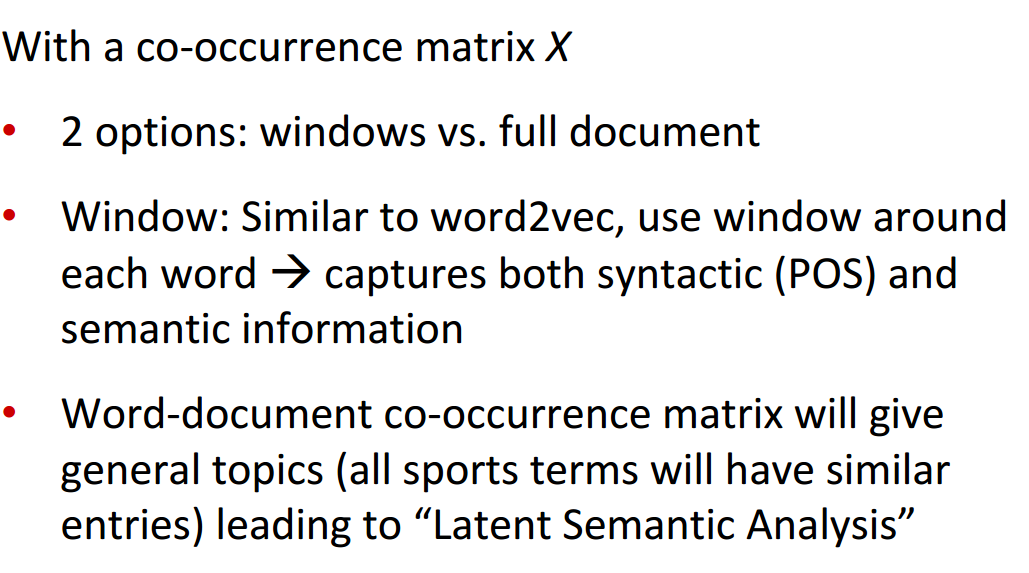 With a co-occurrence matrix X
• 2 options: windows vs. full document
• Window: Similar to word2vec, use window around
each word → captures both syntactic (POS) and
semantic information
• Word-document co-occurrence matrix will give
general topics (all sports terms will have similar
entries) leading to “Latent Semantic Analysis”